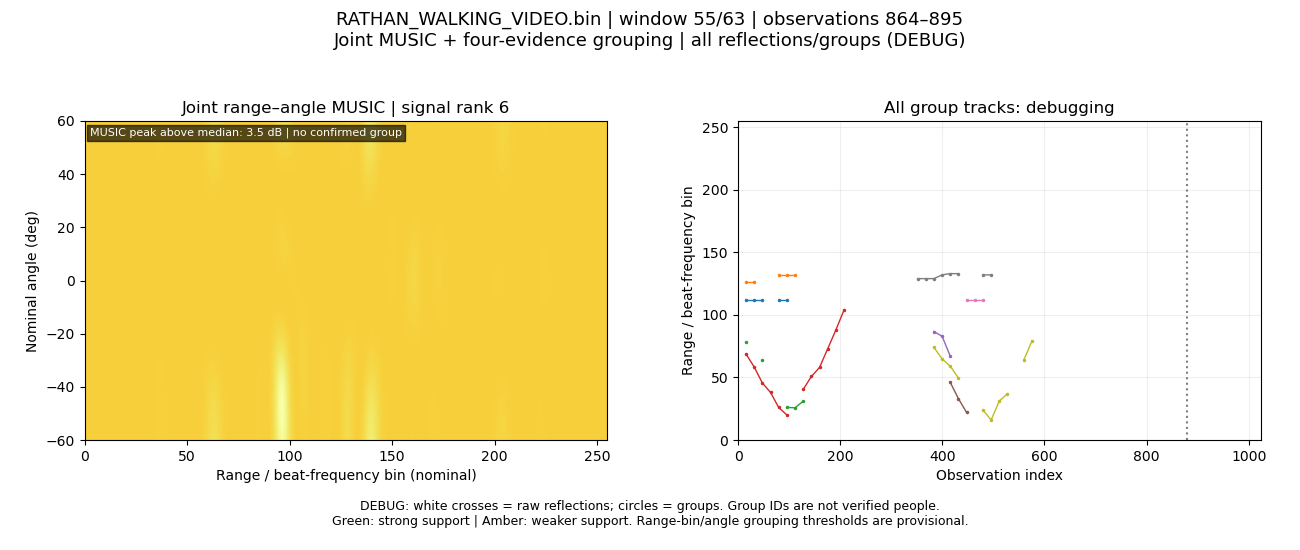 RATHAN_WALKING_VIDEO.bin | window 55/63 | observations 864–895
Joint MUSIC + four-evidence grouping | all reflections/groups (DEBUG)
Joint range–angle MUSIC | signal rank 6
MUSIC peak above median: 3.5 dB | no confirmed group
60
40
20
0
−20
−40
−60
Nominal angle (deg)
0
50
100
150
200
250
Range / beat-frequency bin (nominal)
All group tracks: debugging
250
200
150
100
50
0
Range / beat-frequency bin
0
200
400
600
800
1000
Observation index
DEBUG: white crosses = raw reflections; circles = groups. Group IDs are not verified people.
Green: strong support | Amber: weaker support. Range-bin/angle grouping thresholds are provisional.